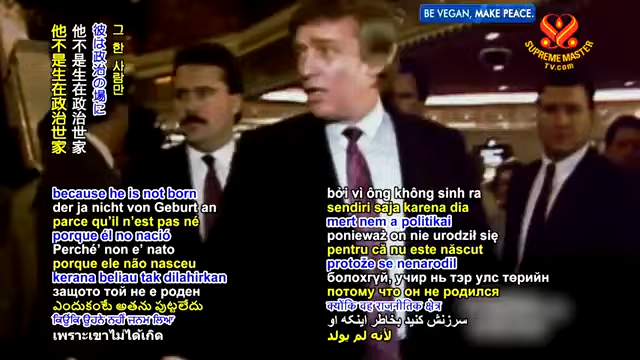 BE VEGAN, MAKE PEACE.
SUPREME MASTER
TV.com
그 한 사람만
彼は政治の場に
他不是生在政治世家
他不是生在政治世家
because he is not born
der ja nicht von Geburt an
parce qu'il n'est pas né
porque él no nació
Perché' non e' nato
porque ele não nasceu
kerana beliau tak dilahirkan
защото той не е роден
ఎందుకంటే అతను పుట్టలేదు
ਕਿਉਂਕਿ ਉਹਨੇ ਨਹੀਂ ਜਨਮ ਲਿਆ
เพราะเขาไม่ได้เกิด
bởi vì ông không sinh ra
sendiri saja karena dia
mert nem a politikai
ponieważ on nie urodził się
pentru că nu este născut
protože se nenarodil
болохгүй, учир нь тэр улс төрийн
потому что он не родился
क्योंकि वह राजनीतिक क्षेत्र
سرزنش کنید بخاطر اینکه او
لأنه لم يولد